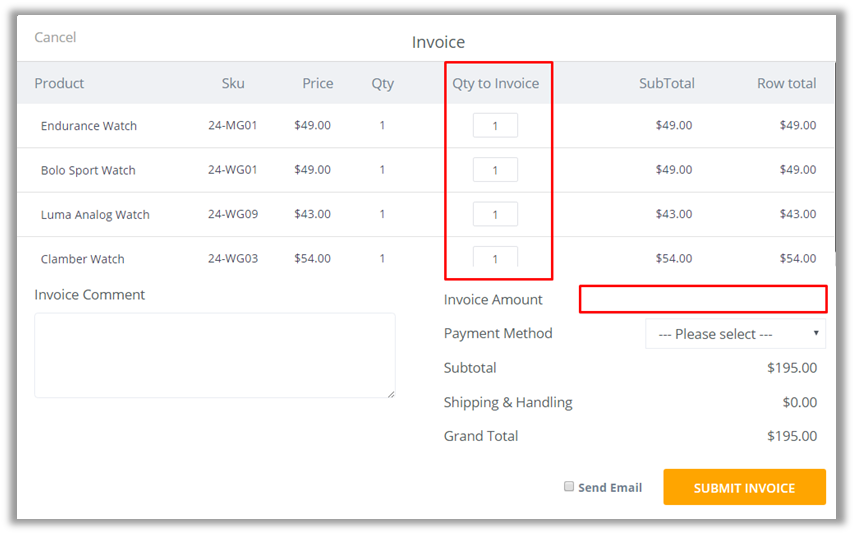 Cancel
Invoice
Product Sku Price Qty Qty to Invoice SubTotal Row total
Endurance Watch 24-MG01 $49.00 1 1 $49.00 $49.00
Bolo Sport Watch 24-WG01 $49.00 1 1 $49.00 $49.00
Luma Analog Watch 24-WG09 $43.00 1 1 $43.00 $43.00
Clamber Watch 24-WG03 $54.00 1 1 $54.00 $54.00
Invoice Comment
Invoice Amount
Payment Method --- Please select ---
Subtotal $195.00
Shipping & Handling $0.00
Grand Total $195.00
Send Email SUBMIT INVOICE